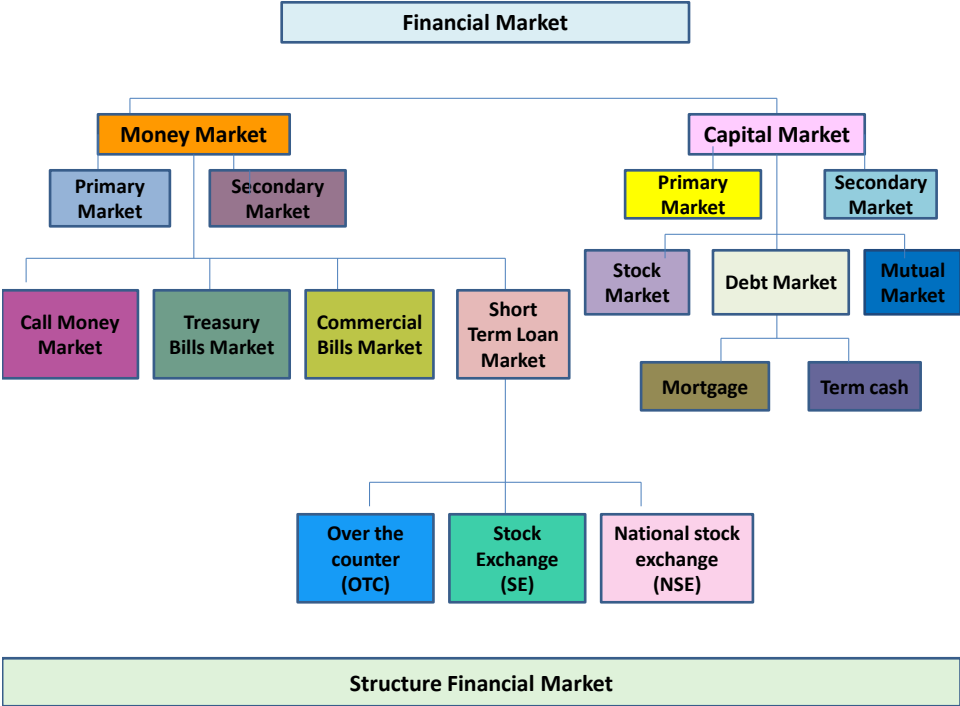 Financial Market
Money Market
Capital Market
Primary
Market
Secondary
Market
Primary
Market
Secondary
Market
Stock
Market
Debt Market
Mutual
Market
Call Money
Market
Treasury
Bills Market
Commercial
Bills Market
Short
Term Loan
Market
Mortgage
Term cash
Over the
counter
(OTC)
Stock
Exchange
(SE)
National stock
exchange
(NSE)
Structure Financial Market